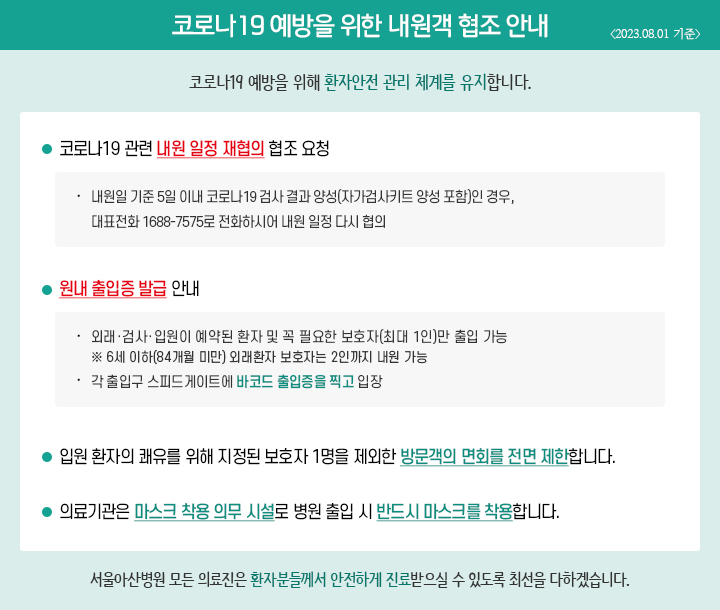 코로나19 예방을 위한 내원객 협조 안내
<2023.08.01 기준>
코로나19 예방을 위해 환자안전 관리 체계를 유지합니다.
● 코로나19 관련 내원 일정 재협의 협조 요청
· 내원일 기준 5일 이내 코로나19 검사 결과 양성(자가검사키트 양성 포함)인 경우,
대표전화 1688-7575로 전화하시어 내원 일정 다시 협의
● 원내 출입증 발급 안내
· 외래·검사·입원이 예약된 환자 및 꼭 필요한 보호자(최대 1인)만 출입 가능
※ 6세 이하(84개월 미만) 외래환자 보호자는 2인까지 내원 가능
· 각 출입구 스피드게이트에 바코드 출입증을 찍고 입장
● 입원 환자의 쾌유를 위해 지정된 보호자 1명을 제외한 방문객의 면회를 전면 제한합니다.
● 의료기관은 마스크 착용 의무 시설로 병원 출입 시 반드시 마스크를 착용합니다.
서울아산병원 모든 의료진은 환자분들께서 안전하게 진료받으실 수 있도록 최선을 다하겠습니다.